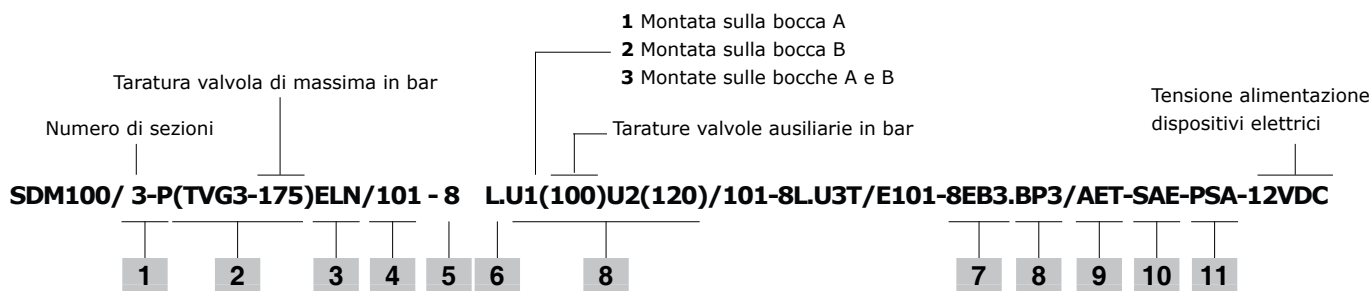 1 Montata sulla bocca A
2 Montata sulla bocca B
3 Montate sulle bocche A e B
Taratura valvola di massima in bar
Tensione alimentazione
dispositivi elettrici
Numero di sezioni
Tarature valvole ausiliarie in bar
SDM100/ 3-P(TVG3-175)ELN/101 - 8 L.U1(100)U2(120)/101-8L.U3T/E101-8EB3.BP3/AET-SAE-PSA-12VDC
1 2 3 4 5 6 8 7 8 9 10 11